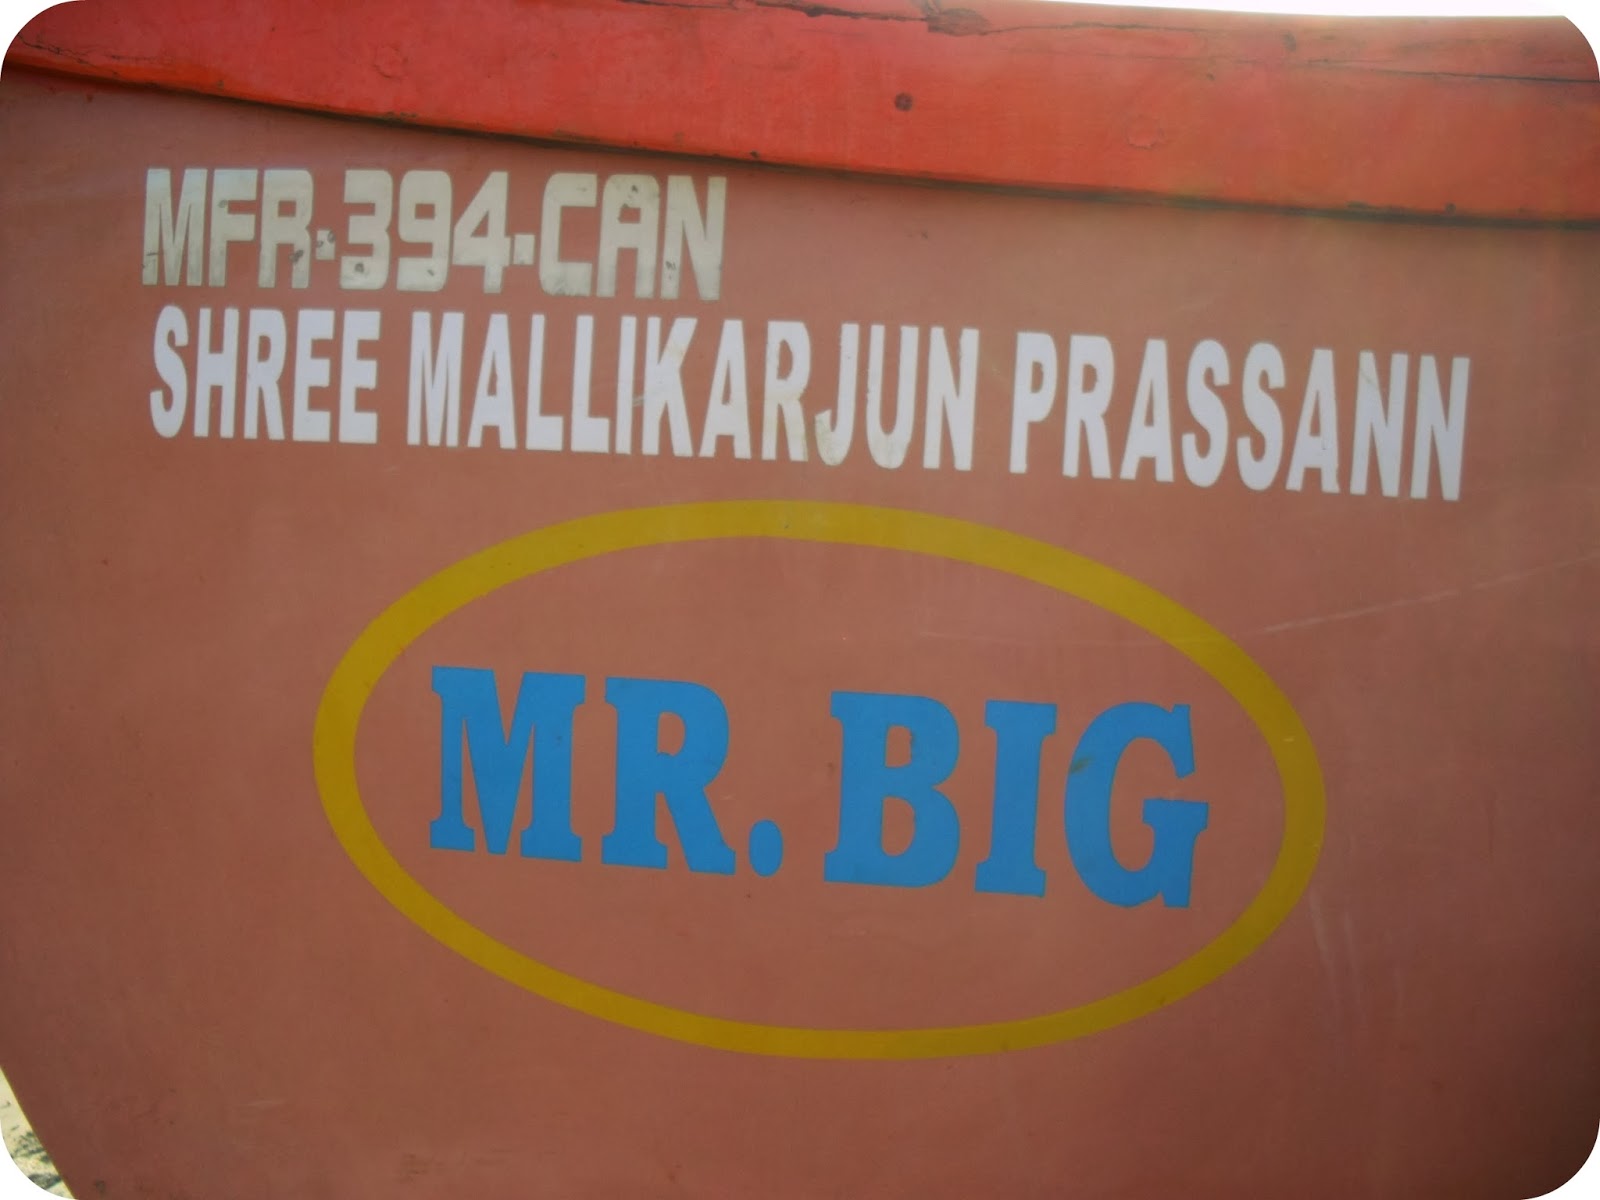 MFR-394-CAN
SHREE MALLIKARJUN PRASSANN
MR. BIG